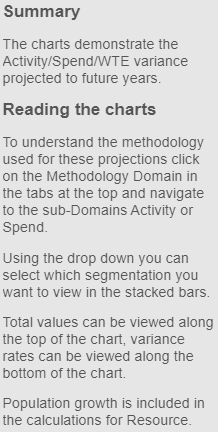 Summary
The charts demonstrate the
Activity/Spend/WTE variance
projected to future years.
Reading the charts
To understand the methodology
used for these projections click
on the Methodology Domain in
the tabs at the top and navigate
to the sub-Domains Activity or
Spend.
Using the drop down you can
select which segmentation you
want to view in the stacked bars.
Total values can be viewed along
the top of the chart, variance
rates can be viewed along the
bottom of the chart.
Population growth is included in
the calculations for Resource.